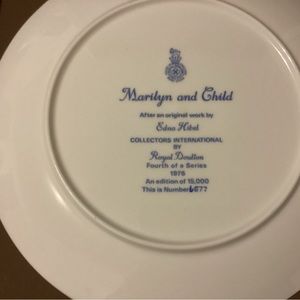 Marilyn and Child
After an original work by
Edna Hibel
COLLECTORS INTERNATIONAL
BY
Royal Doulton
Fourth of a Series
1976
An edition of 15,000
This is Number